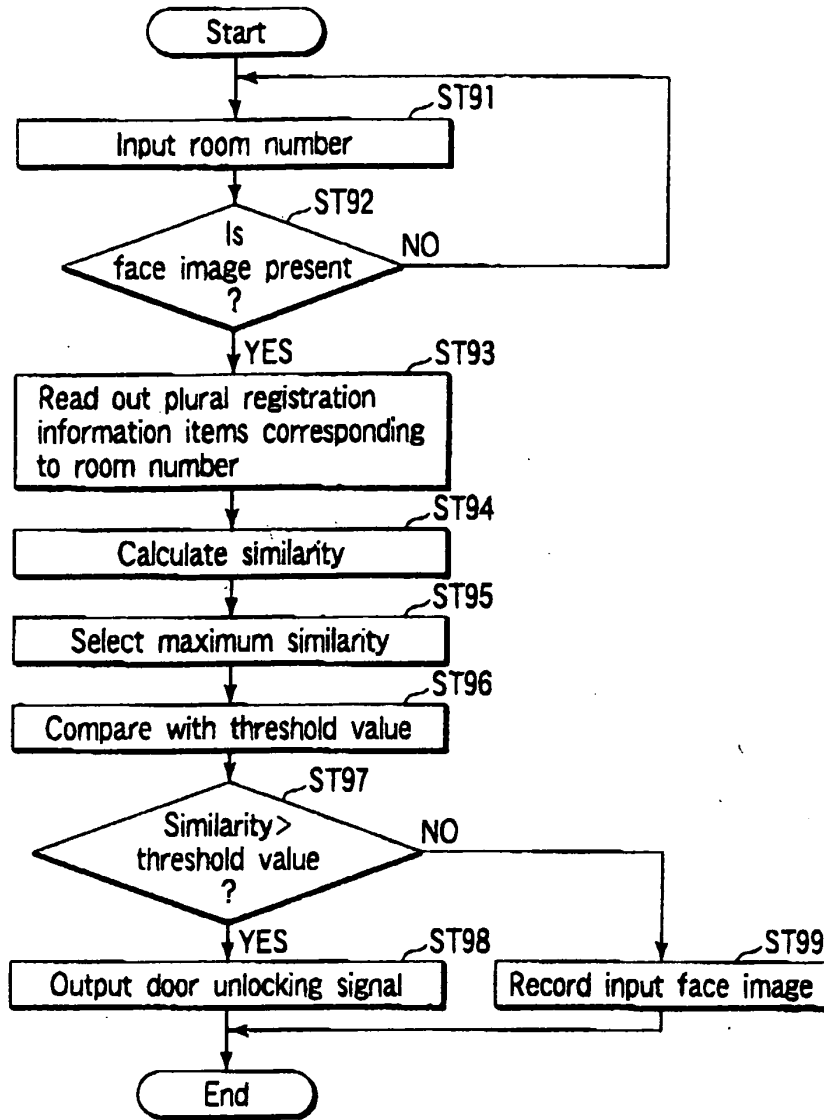 Start
ST91
Input room number
ST92
Is
face image present
?
NO
YES
ST93
Read out plural registration
information items corresponding
to room number
ST94
Calculate similarity
ST95
Select maximum similarity
ST96
Compare with threshold value
ST97
Similarity>
threshold value
?
NO
YES
ST98
Output door unlocking signal
ST99
Record input face image
End